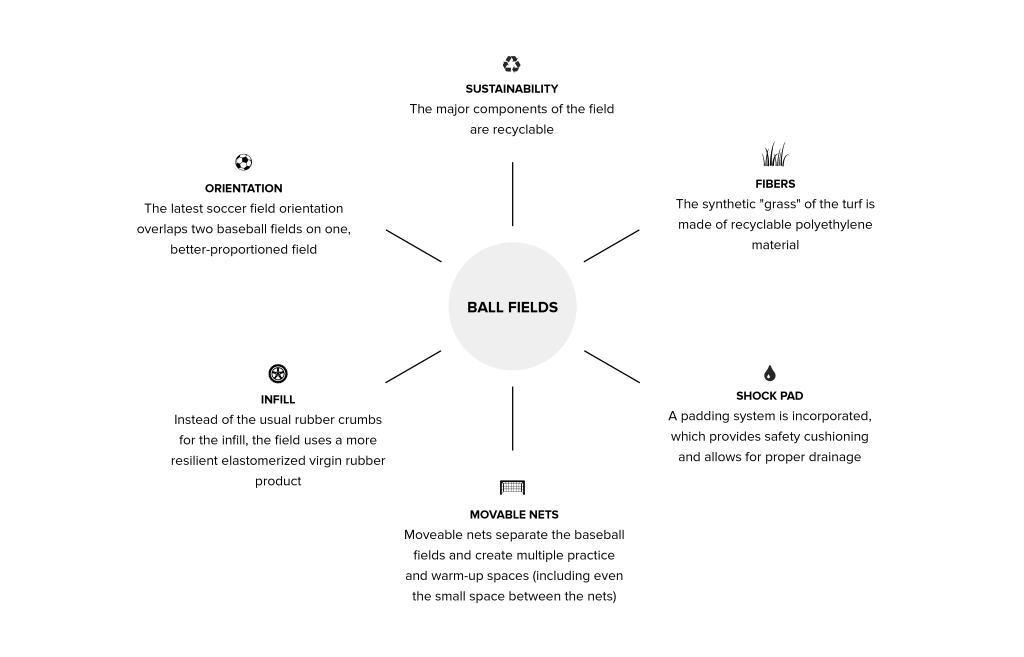 SUSTAINABILITY
The major components of the field
are recyclable
ORIENTATION
The latest soccer field orientation
overlaps two baseball fields on one,
better-proportioned field
FIBERS
The synthetic "grass" of the turf is
made of recyclable polyethylene
material
BALL FIELDS
INFILL
Instead of the usual rubber crumbs
for the infill, the field uses a more
resilient elastomerized virgin rubber
product
SHOCK PAD
A padding system is incorporated,
which provides safety cushioning
and allows for proper drainage
MOVABLE NETS
Moveable nets separate the baseball
fields and create multiple practice
and warm-up spaces (including even
the small space between the nets)